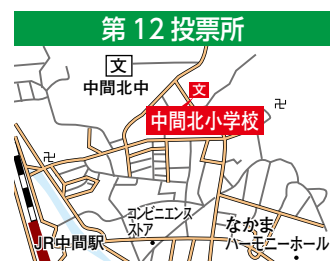 第12投票所
文
中間北中
文
中間北小学校
コンビニエンス
ストア
なかま
ハーモニーホール
JR中間駅